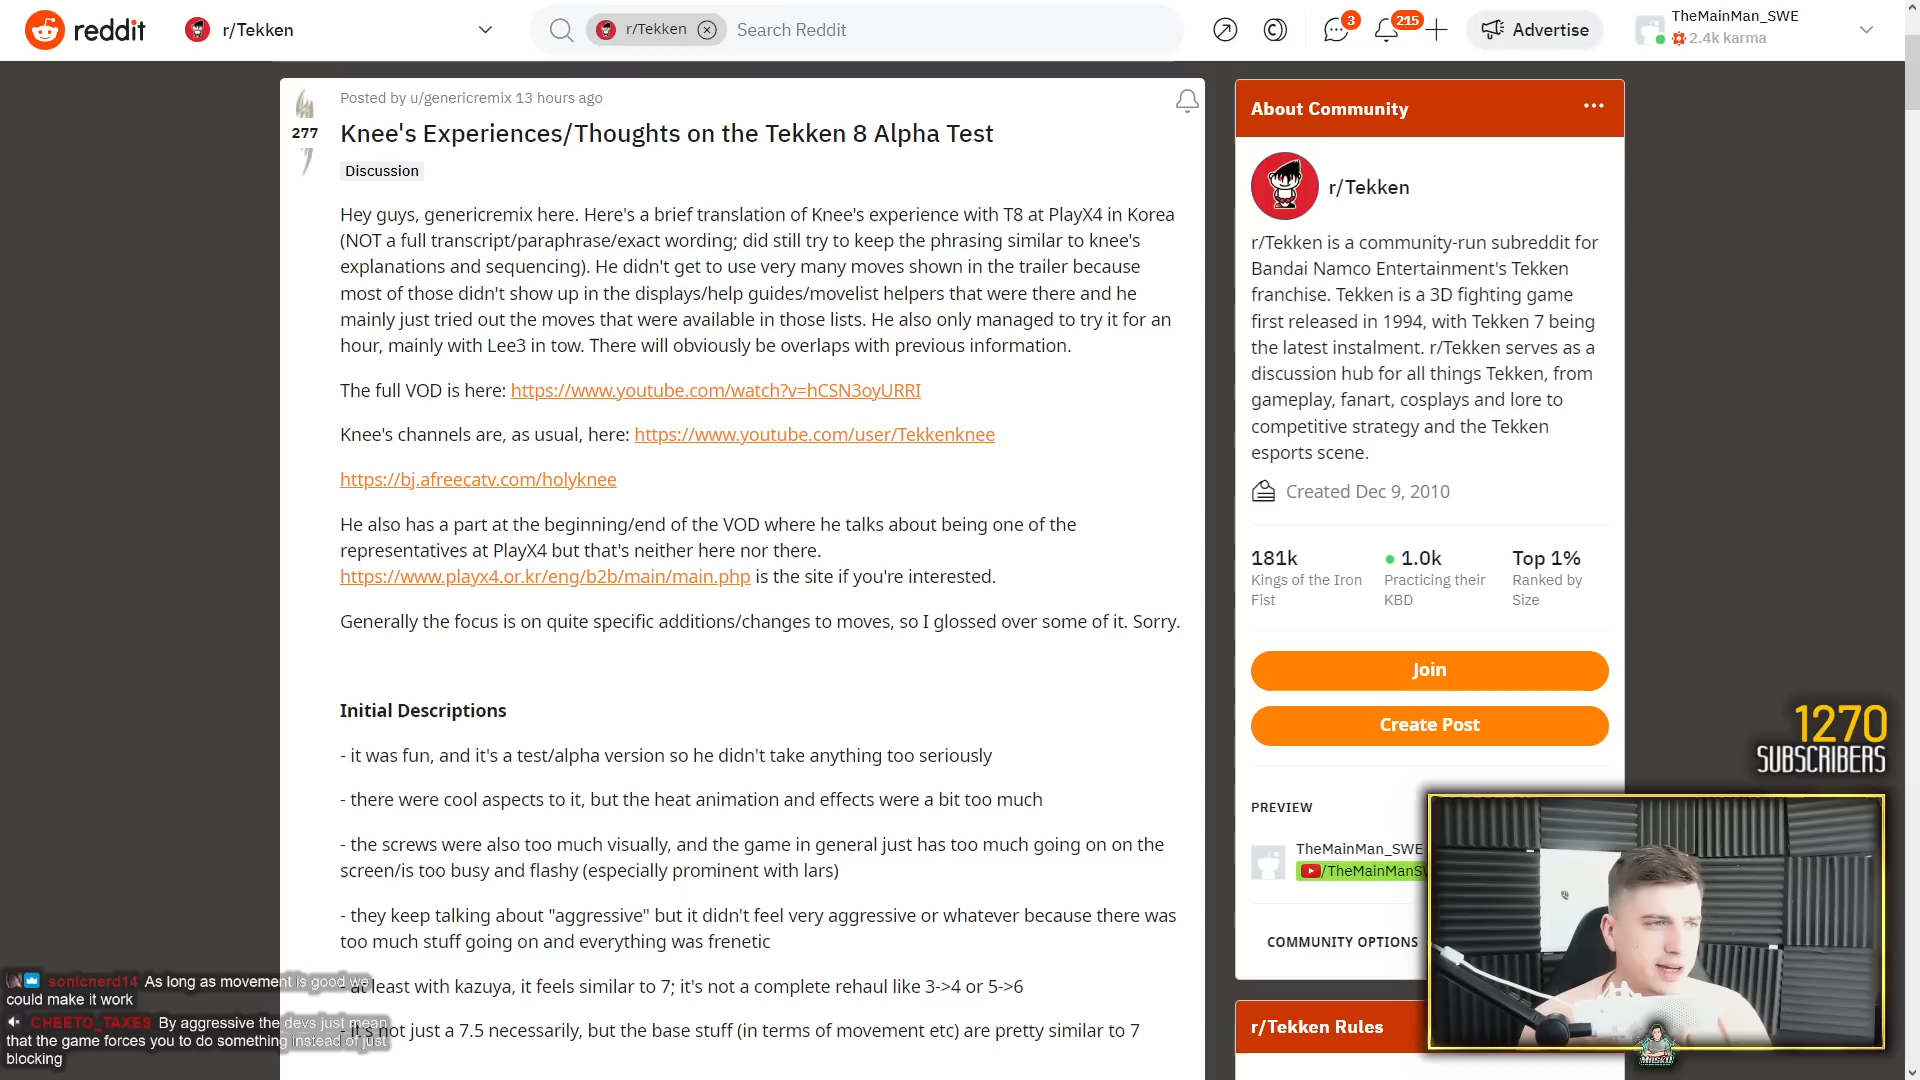 reddit
r/Tekken
r/Tekken
Search Reddit
3
215
Advertise
TheMainMan_SWE
2.4k karma
Posted by u/genericremix 13 hours ago
277
Knee's Experiences/Thoughts on the Tekken 8 Alpha Test
Discussion
Hey guys, genericremix here. Here's a brief translation of Knee's experience with T8 at PlayX4 in Korea
(NOT a full transcript/paraphrase/exact wording; did still try to keep the phrasing similar to knee's
explanations and sequencing). He didn't get to use very many moves shown in the trailer because
most of those didn't show up in the displays/help guides/movelist helpers that were there and he
mainly just tried out the moves that were available in those lists. He also only managed to try it for an
hour, mainly with Lee3 in tow. There will obviously be overlaps with previous information.
The full VOD is here: https://www.youtube.com/watch?v=hCSN3oyURRI
Knee's channels are, as usual, here: https://www.youtube.com/user/Tekkenknee
https://bj.afreecatv.com/holyknee
He also has a part at the beginning/end of the VOD where he talks about being one of the
representatives at PlayX4 but that's neither here nor there.
https://www.playx4.or.kr/eng/b2b/main/main.php is the site if you're interested.
Generally the focus is on quite specific additions/changes to moves, so I glossed over some of it. Sorry.
Initial Descriptions
- it was fun, and it's a test/alpha version so he didn't take anything too seriously
- there were cool aspects to it, but the heat animation and effects were a bit too much
- the screws were also too much visually, and the game in general just has too much going on on the
screen/is too busy and flashy (especially prominent with lars)
- they keep talking about "aggressive" but it didn't feel very aggressive or whatever because there was
too much stuff going on and everything was frenetic
- at least with kazuya, it feels similar to 7; it's not a complete rehaul like 3->4 or 5->6
- it's not just a 7.5 necessarily, but the base stuff (in terms of movement etc) are pretty similar to 7
sonicnerd14 As long as movement is good we
could make it work
CHEETO_TAXES By aggressive the devs just mean
that the game forces you to do something instead of just
blocking
About Community
r/Tekken
r/Tekken is a community-run subreddit for
Bandai Namco Entertainment's Tekken
franchise. Tekken is a 3D fighting game
first released in 1994, with Tekken 7 being
the latest instalment. r/Tekken serves as a
discussion hub for all things Tekken, from
gameplay, fanart, cosplays and lore to
competitive strategy and the Tekken
esports scene.
Created Dec 9, 2010
181k
Kings of the Iron
Fist
1.0k
Practicing their
KBD
Top 1%
Ranked by
Size
Join
Create Post
PREVIEW
TheMainMan_SWE
/TheMainManS
COMMUNITY OPTIONS
r/Tekken Rules
1270
SUBSCRIBERS